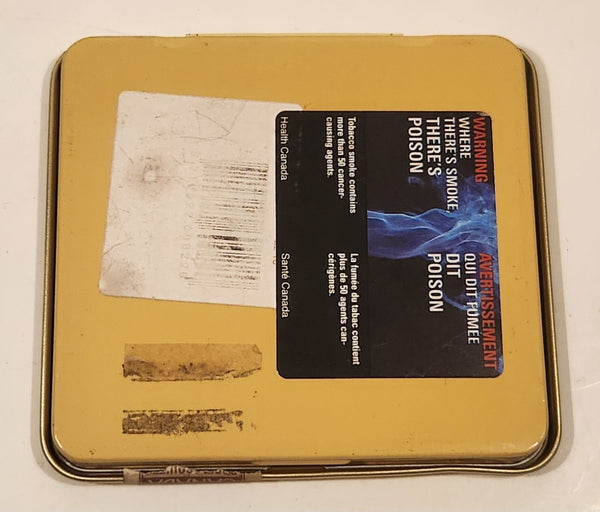 WARNING
WHERE
THERE'S SMOKE
THERE'S
POISON
Tobacco smoke contains
more than 50 cancer-
causing agents.
Health Canada
AVERTISSEMENT
QUI DIT FUMÉE
DIT
POISON
La fumée du tabac contient
plus de 50 agents can-
cérigènes.
Santé Canada